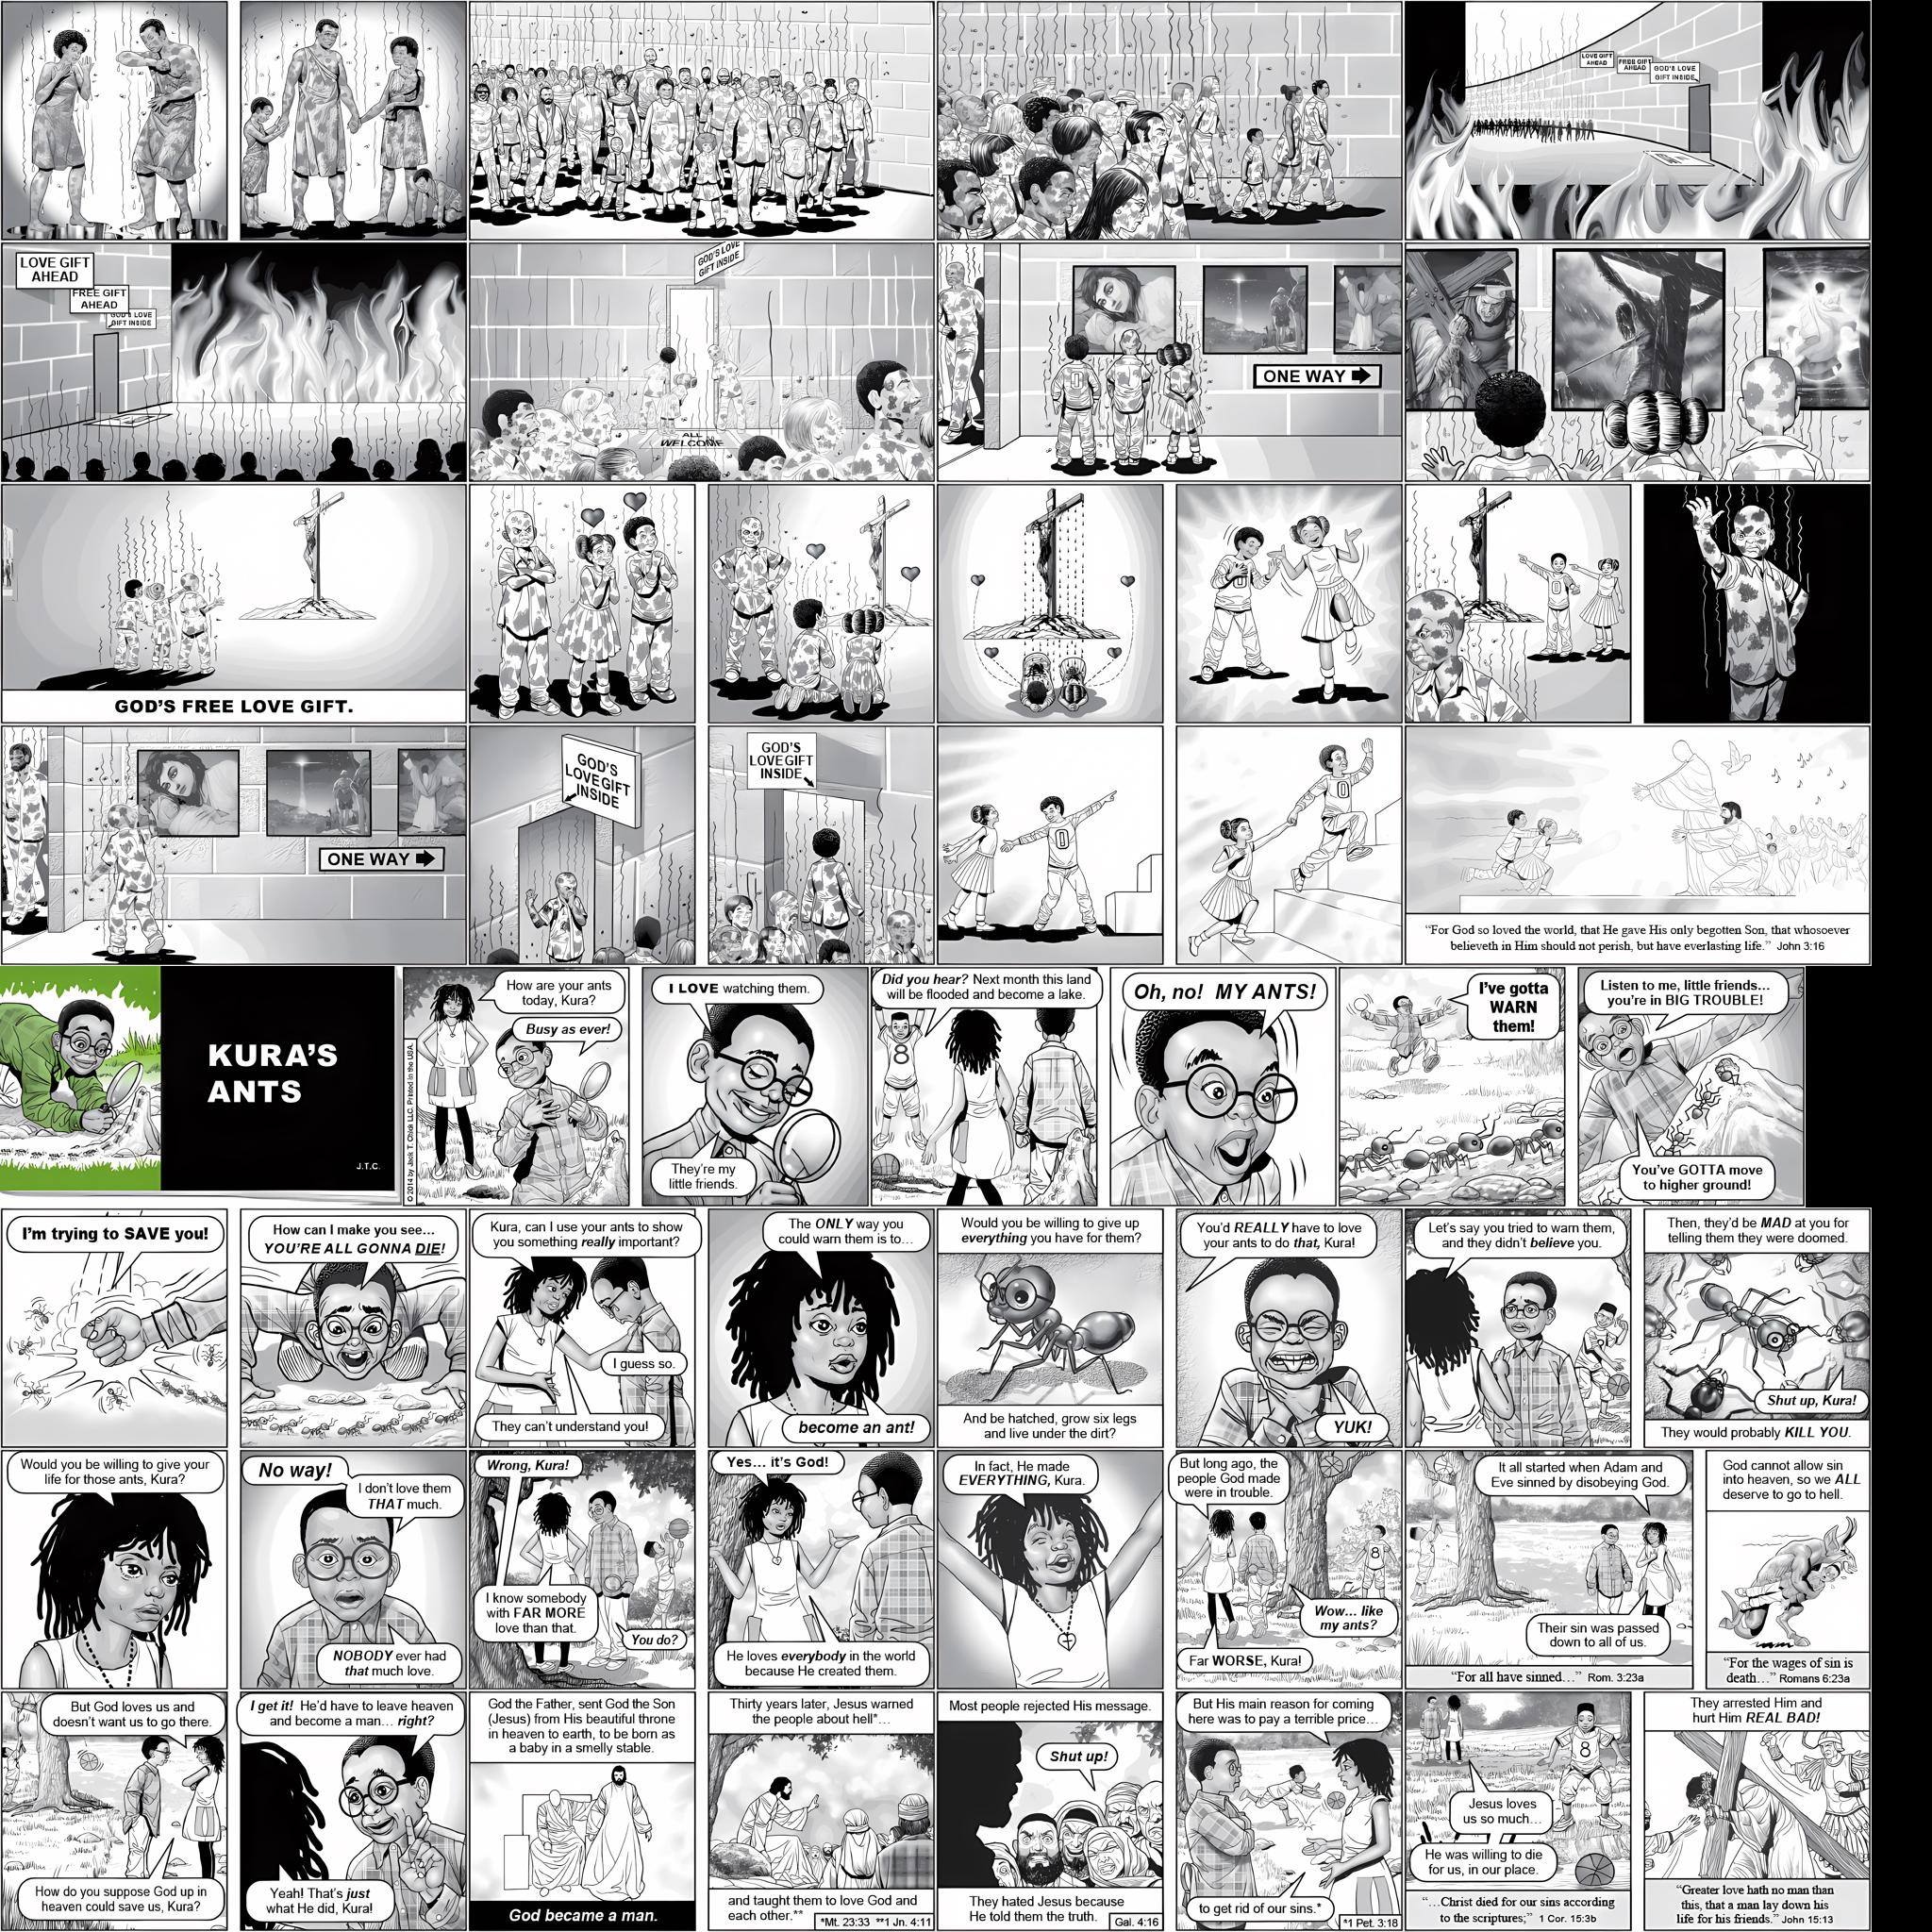 LOVE GIFT
AHEAD
FREE GIFT
AHEAD
GOD'S LOVE
GIFT INSIDE
LOVE GIFT
AHEAD
FREE GIFT
AHEAD
GOD'S LOVE
GIFT INSIDE
GOD'S LOVE
GIFT INSIDE
ALL
WELCOME
ONE WAY
GOD'S FREE LOVE GIFT.
ONE WAY
GOD'S
LOVE GIFT
INSIDE
GOD'S
LOVE GIFT
INSIDE
“For God so loved the world, that He gave His only begotten Son, that whosoever
believeth in Him should not perish, but have everlasting life.” John 3:16
KURA'S
ANTS
J.T.C.
©2014 by Jack T. Chick LLC. Printed in the USA.
How are your ants
today, Kura?
Busy as ever!
I LOVE watching them.
They're my
little friends.
Did you hear? Next month this land
will be flooded and become a lake.
8
Oh, no! MY ANTS!
I've gotta
WARN
them!
Listen to me, little friends...
you're in BIG TROUBLE!
You've GOTTA move
to higher ground!
I'm trying to SAVE you!
How can I make you see...
YOU'RE ALL GONNA DIE!
Kura, can I use your ants to show
you something really important?
I guess so.
They can't understand you!
The ONLY way you
could warn them is to...
become an ant!
Would you be willing to give up
everything you have for them?
And be hatched, grow six legs
and live under the dirt?
You'd REALLY have to love
your ants to do that, Kura!
YUK!
Let's say you tried to warn them,
and they didn't believe you.
8
Then, they'd be MAD at you for
telling them they were doomed.
Shut up, Kura!
They would probably KILL YOU.
Would you be willing to give your
life for those ants, Kura?
No way!
I don't love them
THAT much.
NOBODY ever had
that much love.
Wrong, Kura!
I know somebody
with FAR MORE
love than that.
You do?
Yes... it's God!
He loves everybody in the world
because He created them.
In fact, He made
EVERYTHING, Kura.
But long ago, the
people God made
were in trouble.
8
Wow... like
my ants?
Far WORSE, Kura!
It all started when Adam and
Eve sinned by disobeying God.
Their sin was passed
down to all of us.
“For all have sinned...” Rom. 3:23a
God cannot allow sin
into heaven, so we ALL
deserve to go to hell.
“For the wages of sin is
death...” Romans 6:23a
But God loves us and
doesn't want us to go there.
How do you suppose God up in
heaven could save us, Kura?
I get it! He'd have to leave heaven
and become a man... right?
Yeah! That's just
what He did, Kura!
God the Father, sent God the Son
(Jesus) from His beautiful throne
in heaven to earth, to be born as
a baby in a smelly stable.
God became a man.
Thirty years later, Jesus warned
the people about hell*...
and taught them to love God and
each other.**
*Mt. 23:33 **1 Jn. 4:11
Most people rejected His message.
Shut up!
They hated Jesus because
He told them the truth.
Gal. 4:16
But His main reason for coming
here was to pay a terrible price...
to get rid of our sins.*
*1 Pet. 3:18
8
Jesus loves
us so much...
He was willing to die
for us, in our place.
“...Christ died for our sins according
to the scriptures;” 1 Cor. 15:3b
They arrested Him and
hurt Him REAL BAD!
“Greater love hath no man than
this, that a man lay down his
life for his friends.” John 15:13